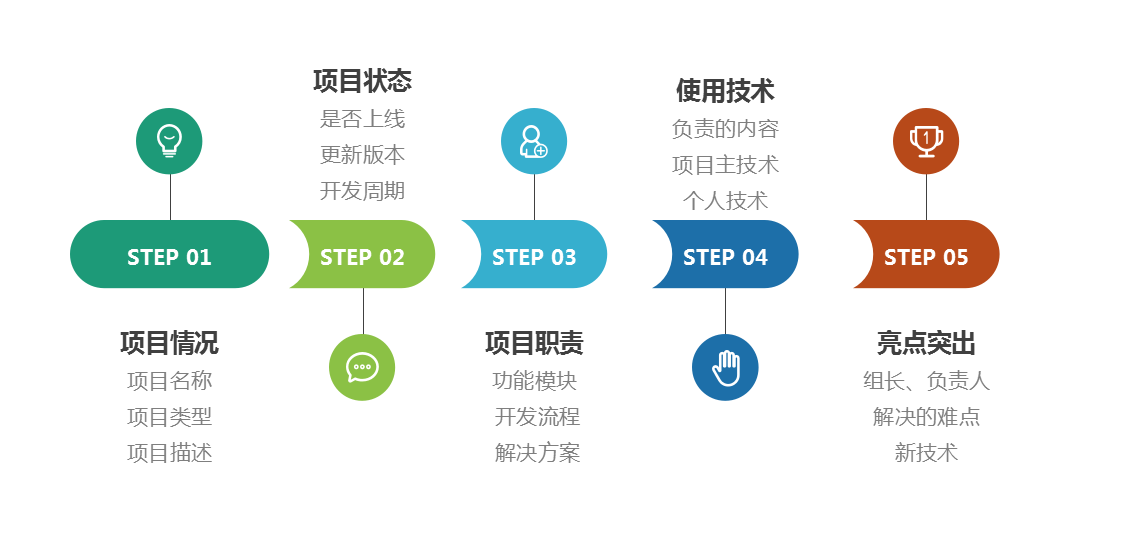 STEP 01
项目情况
项目名称
项目类型
项目描述
项目状态
是否上线
更新版本
开发周期
STEP 02
STEP 03
项目职责
功能模块
开发流程
解决方案
使用技术
负责的内容
项目主技术
个人技术
STEP 04
1
STEP 05
亮点突出
组长、负责人
解决的难点
新技术